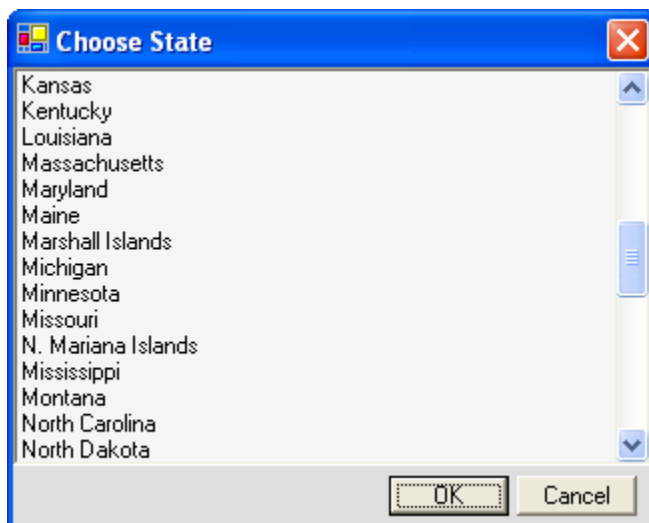 Choose State
Kansas
Kentucky
Louisiana
Massachusetts
Maryland
Maine
Marshall Islands
Michigan
Minnesota
Missouri
N. Mariana Islands
Mississippi
Montana
North Carolina
North Dakota
OK Cancel